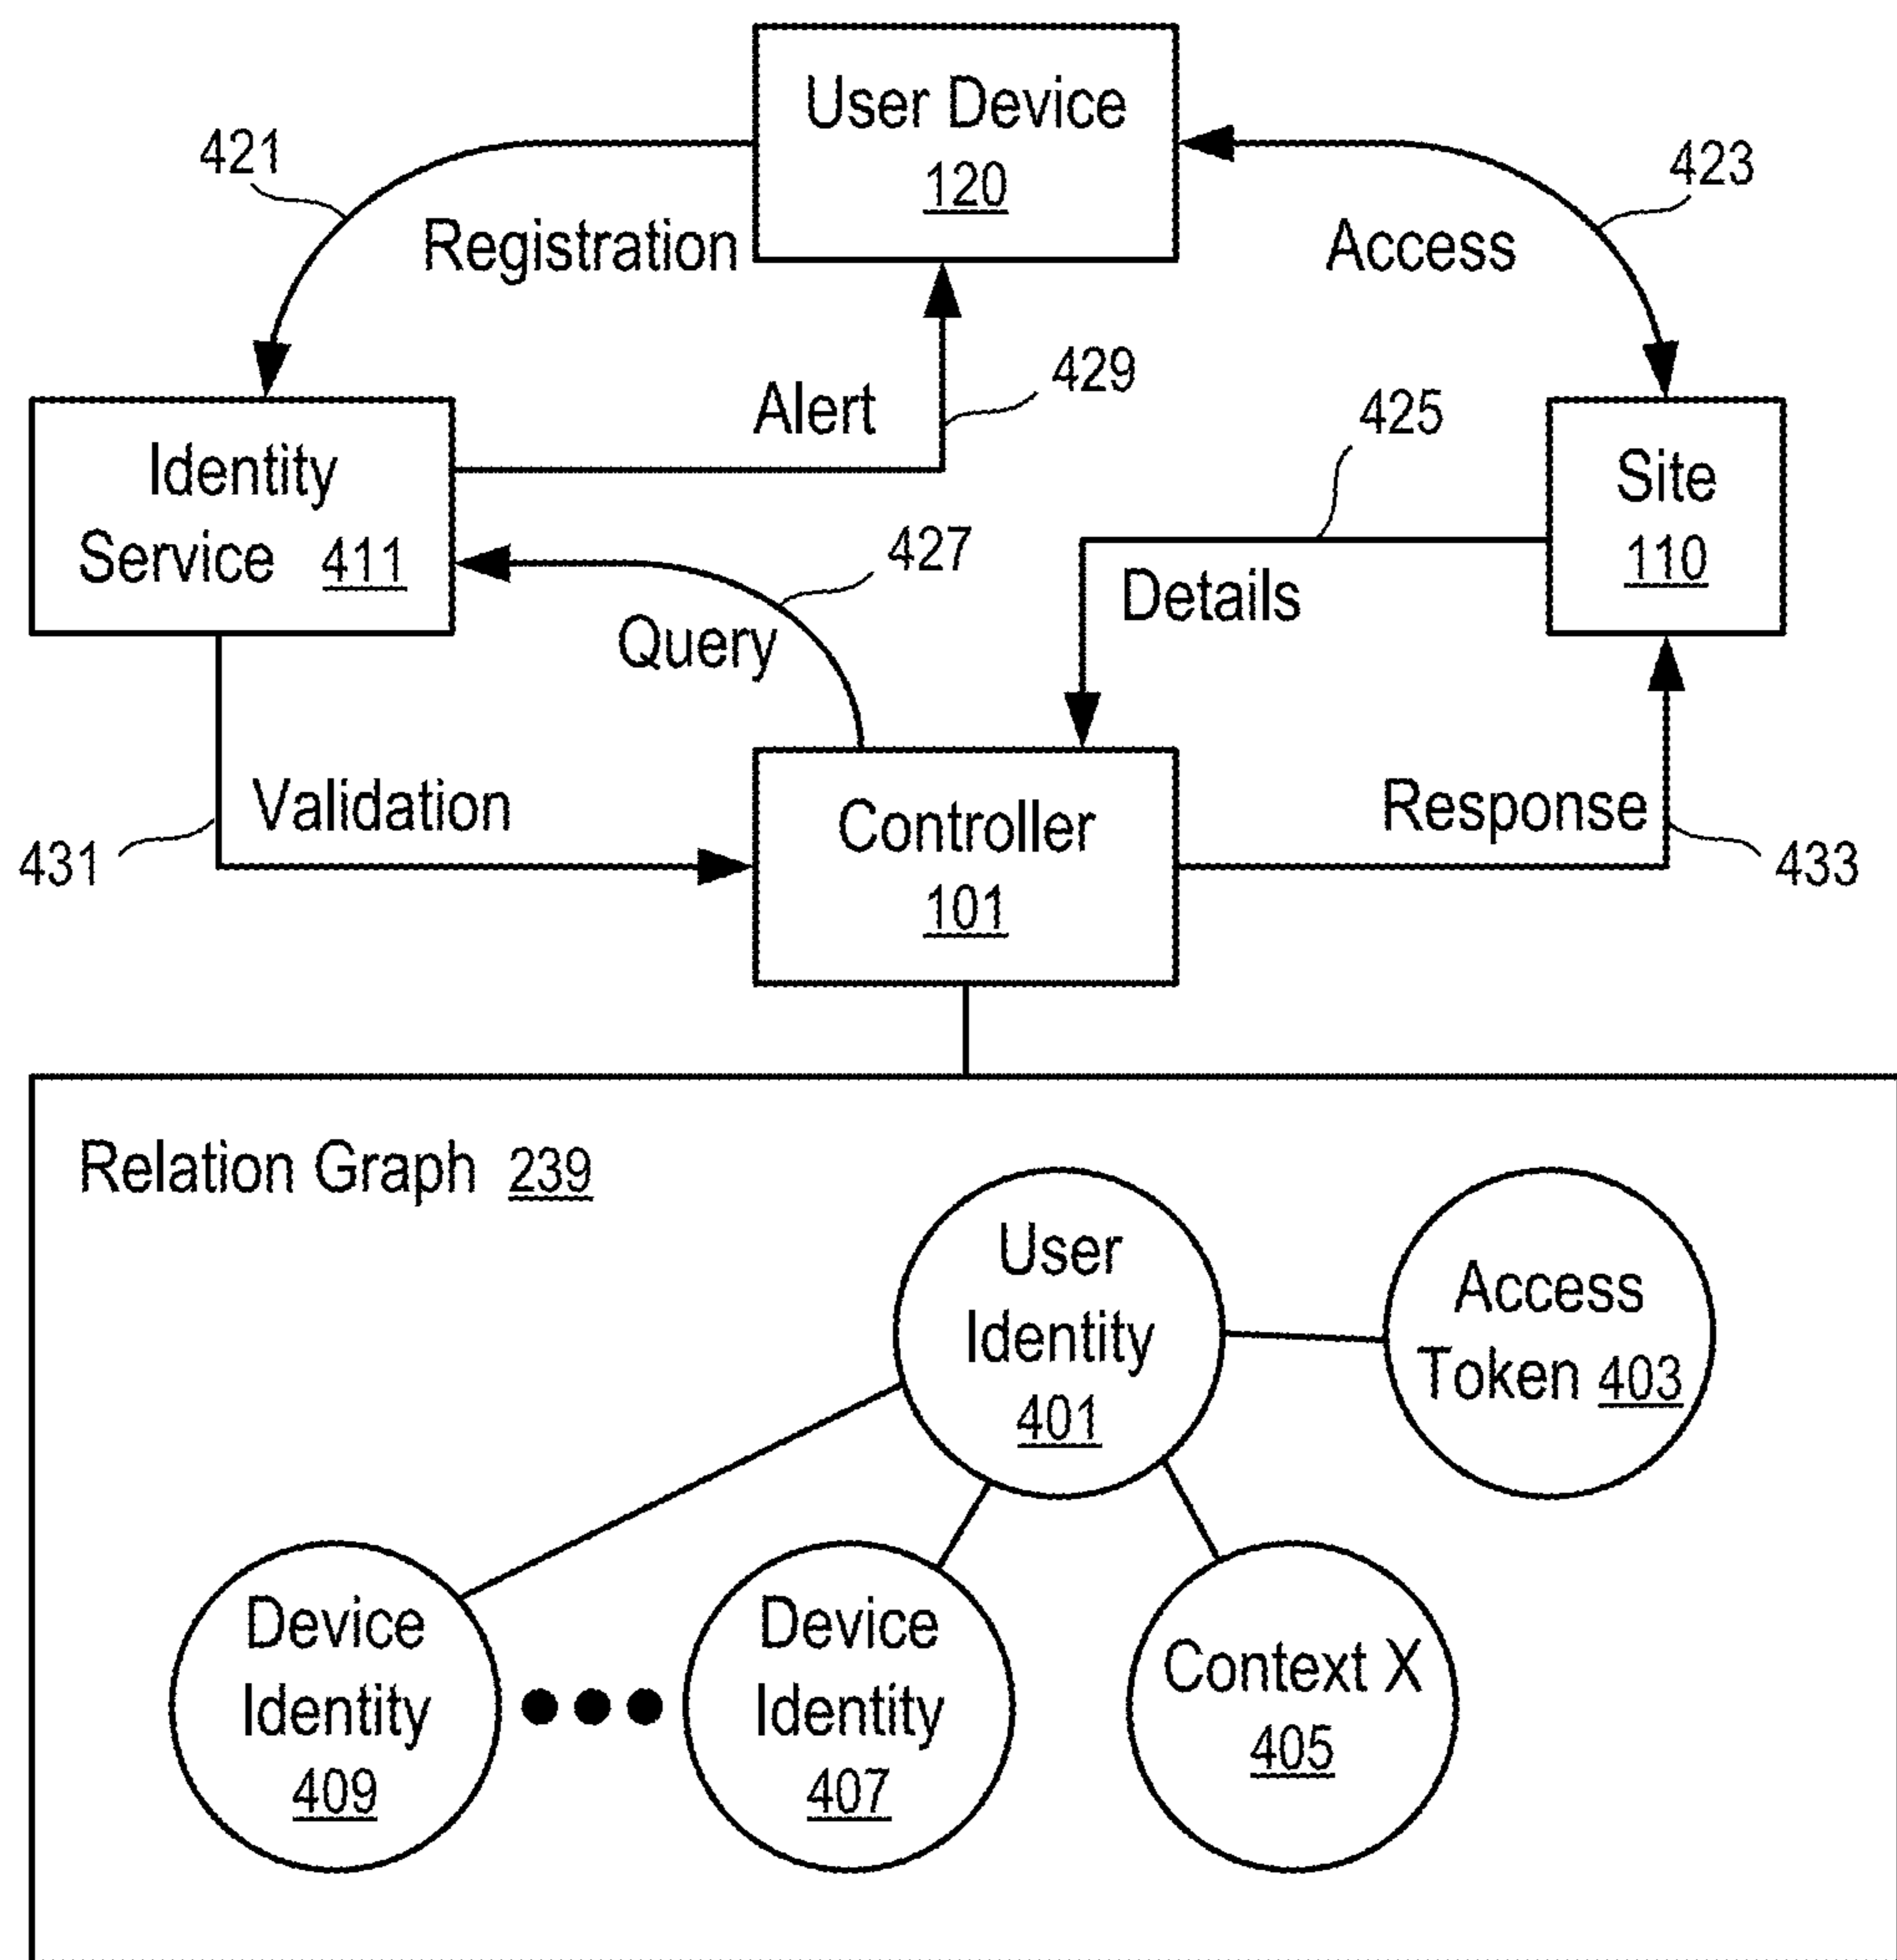 User Device
120
421
423
Registration
Access
429
Alert
425
Identity
Service 411
Site
110
427
Details
Query
Validation
Controller
101
Response
431
433
Relation Graph 239
User
Identity
401
Access
Token 403
Device
Identity
409
Device
Identity
407
Context X
405